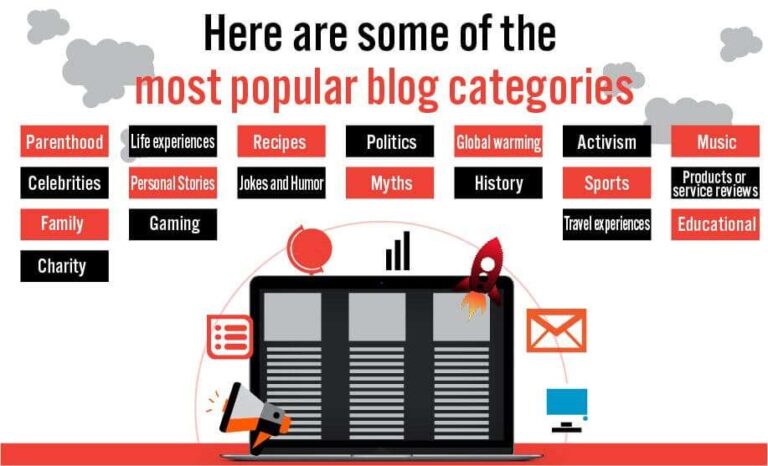 Here are some of the
most popular blog categories
Parenthood
Life experiences
Recipes
Politics
Global warming
Activism
Music
Celebrities
Personal Stories
Jokes and Humor
Myths
History
Sports
Products or
service reviews
Family
Gaming
Travel experiences
Educational
Charity